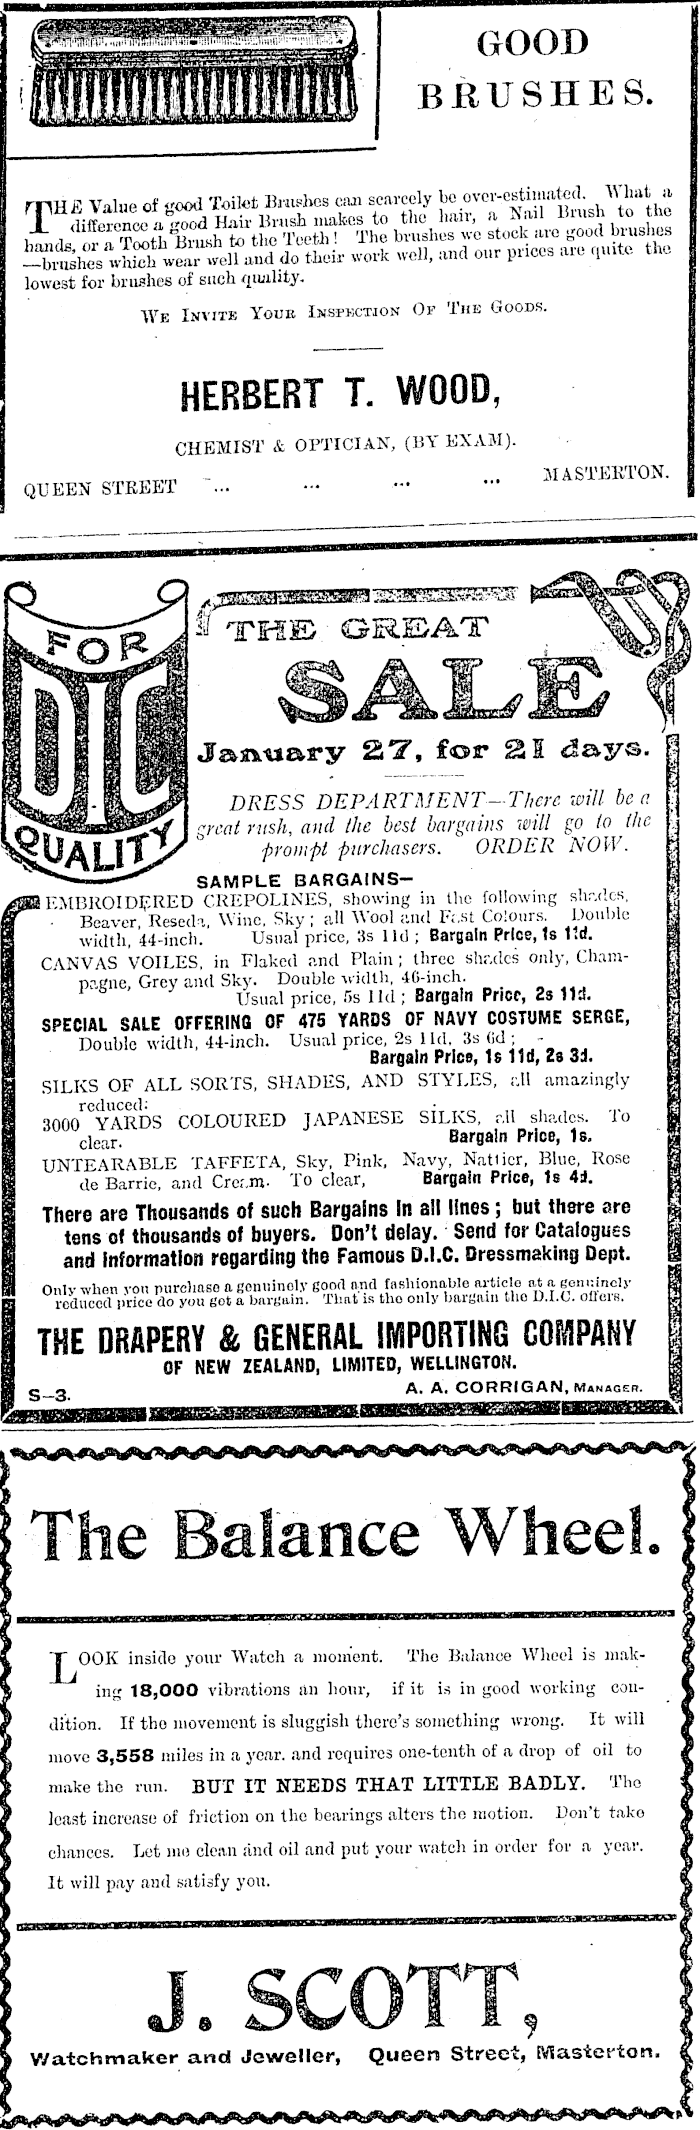 GOOD
BRUSHES.
THE Value of good Toilet Brushes can scarcely be over-estimated. What a
difference a good Hair Brush makes to the hair, a Nail Brush to the
hands, or a Tooth Brush to the Teeth! The brushes we stock are good brushes
—brushes which wear well and do their work well, and our prices are quite the
lowest for brushes of such quality.
WE INVITE YOUR INSPECTION OF THE GOODS.
HERBERT T. WOOD,
CHEMIST & OPTICIAN, (BY EXAM).
QUEEN STREET ... ... ... ... MASTERTON.
FOR
DIC
QUALITY
THE GREAT
SALE
January 27, for 21 days.
DRESS DEPARTMENT—There will be a
great rush, and the best bargains will go to the
prompt purchasers. ORDER NOW.
SAMPLE BARGAINS—
EMBROIDERED CREPOLINES, showing in the following shades,
Beaver, Reseda, Wine, Sky; all Wool and Fast Colours. Double
width, 44-inch. Usual price, 3s 11d; Bargain Price, 1s 11d.
CANVAS VOILES, in Flaked and Plain; three shades only, Cham-
pagne, Grey and Sky. Double width, 46-inch.
Usual price, 5s 11d; Bargain Price, 2s 11d.
SPECIAL SALE OFFERING OF 475 YARDS OF NAVY COSTUME SERGE,
Double width, 44-inch. Usual price, 2s 11d, 3s 6d;
Bargain Price, 1s 11d, 2s 3d.
SILKS OF ALL SORTS, SHADES, AND STYLES, all amazingly
reduced:
3000 YARDS COLOURED JAPANESE SILKS, all shades. To
clear. Bargain Price, 1s.
UNTEARABLE TAFFETA, Sky, Pink, Navy, Nattier, Blue, Rose
de Barrie, and Cream. To clear, Bargain Price, 1s 4d.
There are Thousands of such Bargains in all lines; but there are
tens of thousands of buyers. Don't delay. Send for Catalogues
and information regarding the Famous D.I.C. Dressmaking Dept.
Only when you purchase a genuinely good and fashionable article at a genuinely
reduced price do you get a bargain. That is the only bargain the D.I.C. offers.
THE DRAPERY & GENERAL IMPORTING COMPANY
OF NEW ZEALAND, LIMITED, WELLINGTON.
S—3. A. A. CORRIGAN, MANAGER.
The Balance Wheel.
LOOK inside your Watch a moment. The Balance Wheel is mak-
ing 18,000 vibrations an hour, if it is in good working con-
dition. If the movement is sluggish there's something wrong. It will
move 3,558 miles in a year. and requires one-tenth of a drop of oil to
make the run. BUT IT NEEDS THAT LITTLE BADLY. The
least increase of friction on the bearings alters the motion. Don't take
chances. Let me clean and oil and put your watch in order for a year.
It will pay and satisfy you.
J. SCOTT,
Watchmaker and Jeweller, Queen Street, Masterton.